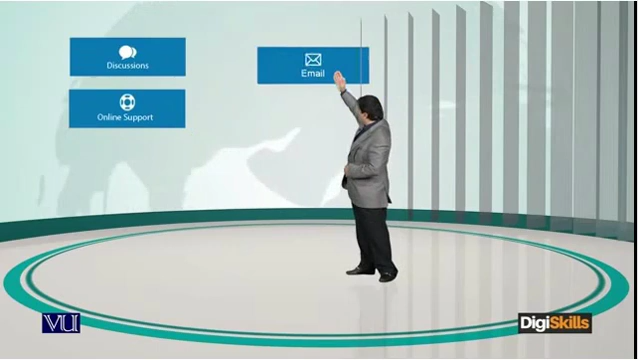 Discussions
Email
Online Support
VU
DigiSkills